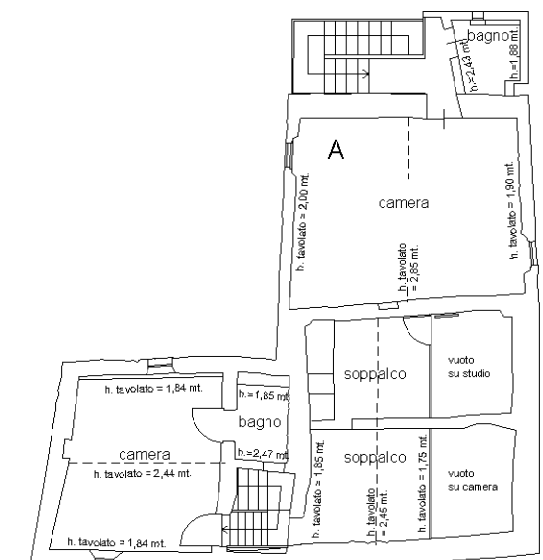 bagno
h.=2,43 mt.
h.=1,88 mt.
A
h. tavolato = 2,00 mt.
camera
h. tavolato = 1,90 mt.
h. tavolato
= 2,85 mt.
soppalco
vuoto
su studio
h. tavolato = 1,84 mt.
h.=1,85 mt.
bagno
h.=2,47 mt.
camera
h. tavolato = 2,44 mt.
h. tavolato = 1,84 mt.
h. tavolato = 1,85 mt.
soppalco
h. tavolato
= 2,45 mt.
h. tavolato = 1,75 mt.
vuoto
su camera